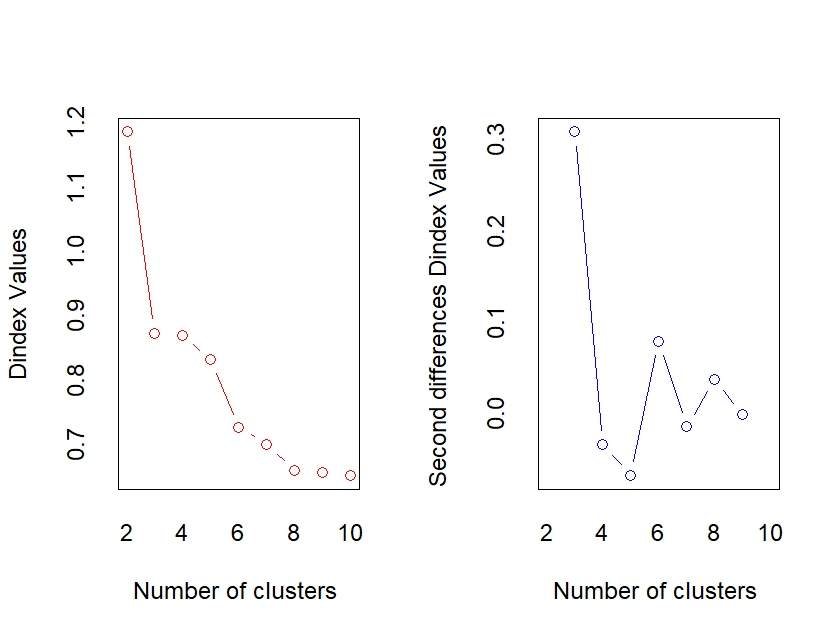 Dindex Values
1.2
1.1
1.0
0.9
0.8
0.7
2 4 6 8 10
Number of clusters
Second differences Dindex Values
0.3
0.2
0.1
0.0
2 4 6 8 10
Number of clusters